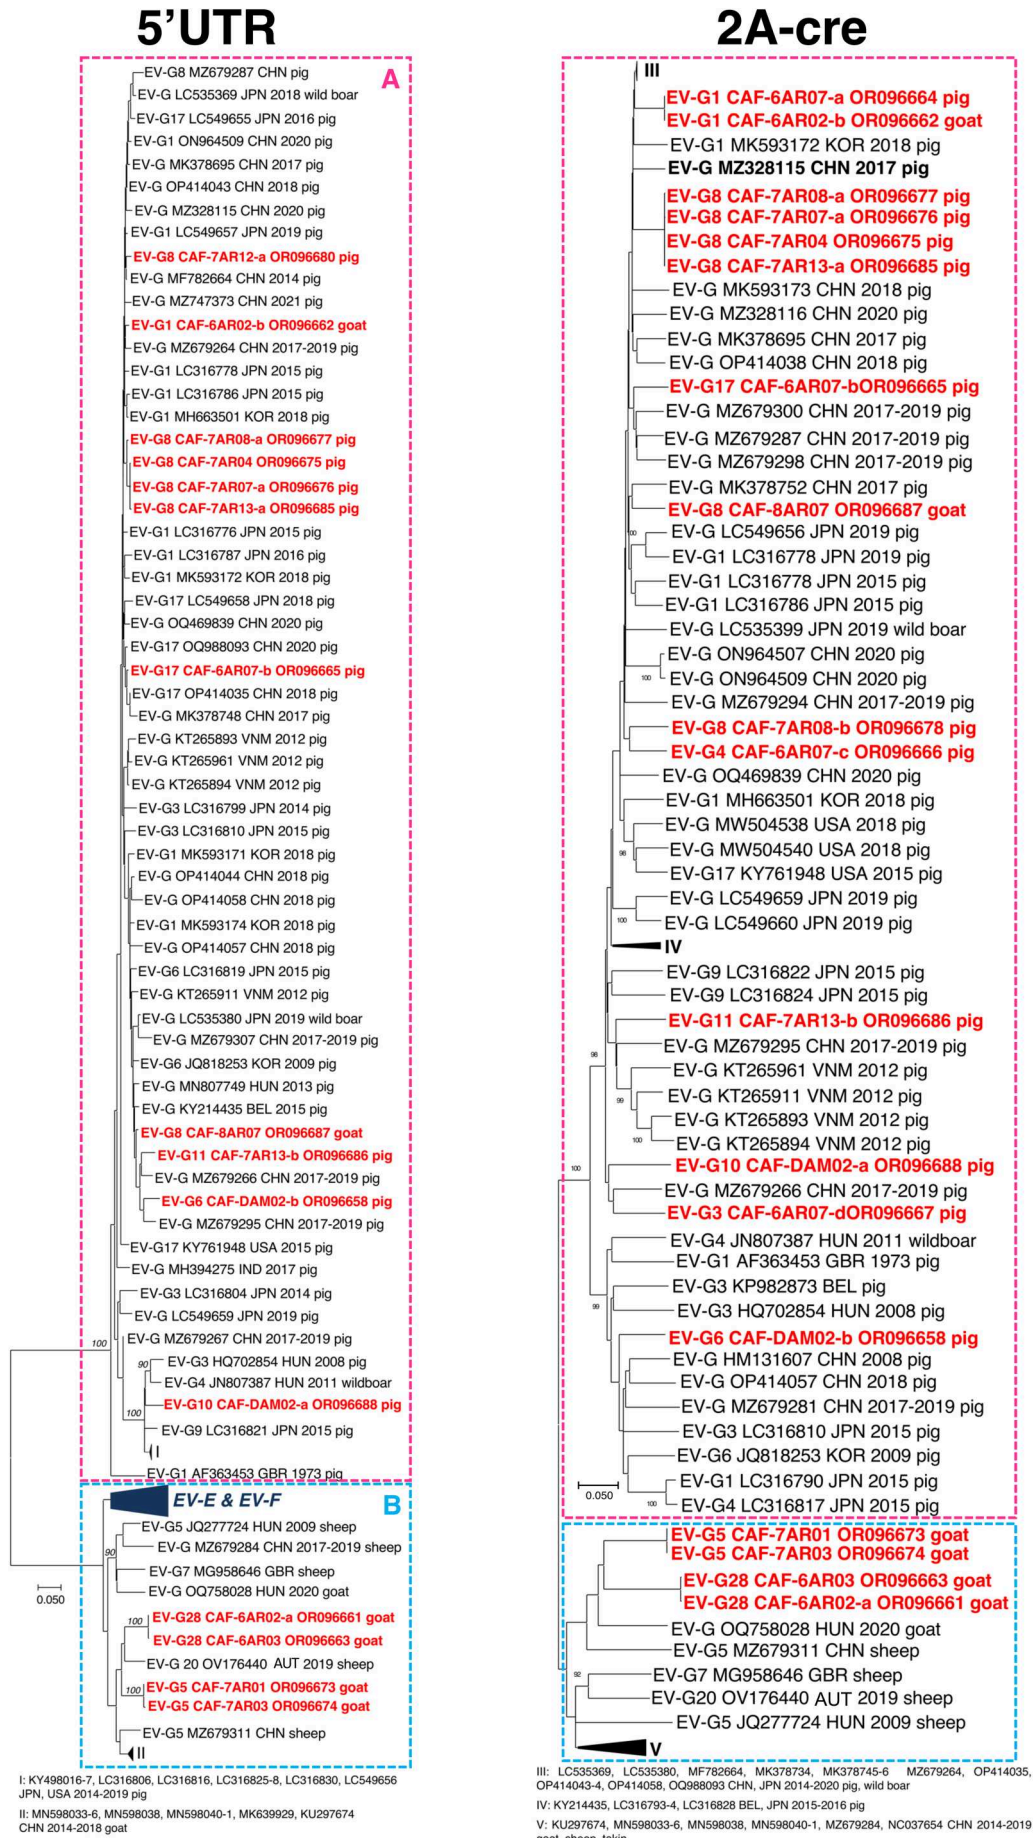 5'UTR
A
EV-G8 MZ679287 CHN pig
EV-G LC535369 JPN 2018 wild boar
EV-G17 LC549655 JPN 2016 pig
EV-G1 ON964509 CHN 2020 pig
EV-G MK378695 CHN 2017 pig
EV-G OP414043 CHN 2018 pig
EV-G MZ328115 CHN 2020 pig
EV-G1 LC549657 JPN 2019 pig
EV-G8 CAF-7AR12-a OR096680 pig
EV-G MF782664 CHN 2014 pig
EV-G MZ747373 CHN 2021 pig
EV-G1 CAF-6AR02-b OR096662 goat
EV-G MZ679264 CHN 2017-2019 pig
EV-G1 LC316778 JPN 2015 pig
EV-G1 LC316786 JPN 2015 pig
EV-G1 MH663501 KOR 2018 pig
EV-G8 CAF-7AR08-a OR096677 pig
EV-G8 CAF-7AR04 OR096675 pig
EV-G8 CAF-7AR07-a OR096676 pig
EV-G8 CAF-7AR13-a OR096685 pig
EV-G1 LC316776 JPN 2015 pig
EV-G1 LC316787 JPN 2016 pig
EV-G1 MK593172 KOR 2018 pig
EV-G17 LC549658 JPN 2018 pig
EV-G OQ469839 CHN 2020 pig
EV-G17 OQ988093 CHN 2020 pig
EV-G17 CAF-6AR07-b OR096665 pig
EV-G17 OP414035 CHN 2018 pig
EV-G MK378748 CHN 2017 pig
EV-G KT265893 VNM 2012 pig
EV-G KT265961 VNM 2012 pig
EV-G KT265894 VNM 2012 pig
EV-G3 LC316799 JPN 2014 pig
EV-G3 LC316810 JPN 2015 pig
EV-G1 MK593171 KOR 2018 pig
EV-G OP414044 CHN 2018 pig
EV-G OP414058 CHN 2018 pig
EV-G1 MK593174 KOR 2018 pig
EV-G OP414057 CHN 2018 pig
EV-G6 LC316819 JPN 2015 pig
EV-G KT265911 VNM 2012 pig
EV-G LC535380 JPN 2019 wild boar
EV-G MZ679307 CHN 2017-2019 pig
EV-G6 JQ818253 KOR 2009 pig
EV-G MN807749 HUN 2013 pig
EV-G KY214435 BEL 2015 pig
EV-G8 CAF-8AR07 OR096687 goat
EV-G11 CAF-7AR13-b OR096686 pig
EV-G MZ679266 CHN 2017-2019 pig
EV-G6 CAF-DAM02-b OR096658 pig
EV-G MZ679295 CHN 2017-2019 pig
EV-G17 KY761948 USA 2015 pig
EV-G MH394275 IND 2017 pig
EV-G3 LC316804 JPN 2014 pig
EV-G LC549659 JPN 2019 pig
EV-G MZ679267 CHN 2017-2019 pig
100
90
EV-G3 HQ702854 HUN 2008 pig
EV-G4 JN807387 HUN 2011 wildboar
EV-G10 CAF-DAM02-a OR096688 pig
100
EV-G9 LC316821 JPN 2015 pig
I
EV-G1 AF363453 GBR 1973 pig
EV-E & EV-F
B
EV-G5 JQ277724 HUN 2009 sheep
90
EV-G MZ679284 CHN 2017-2019 sheep
EV-G7 MG958646 GBR sheep
EV-G OQ758028 HUN 2020 goat
0.050
100
EV-G28 CAF-6AR02-a OR096661 goat
EV-G28 CAF-6AR03 OR096663 goat
EV-G 20 OV176440 AUT 2019 sheep
100
EV-G5 CAF-7AR01 OR096673 goat
EV-G5 CAF-7AR03 OR096674 goat
EV-G5 MZ679311 CHN sheep
II
I: KY498016-7, LC316806, LC316816, LC316825-8, LC316830, LC549656
JPN, USA 2014-2019 pig
II: MN598033-6, MN598038, MN598040-1, MK639929, KU297674
CHN 2014-2018 goat
2A-cre
III
EV-G1 CAF-6AR07-a OR096664 pig
EV-G1 CAF-6AR02-b OR096662 goat
EV-G1 MK593172 KOR 2018 pig
EV-G MZ328115 CHN 2017 pig
EV-G8 CAF-7AR08-a OR096677 pig
EV-G8 CAF-7AR07-a OR096676 pig
EV-G8 CAF-7AR04 OR096675 pig
EV-G8 CAF-7AR13-a OR096685 pig
EV-G MK593173 CHN 2018 pig
EV-G MZ328116 CHN 2020 pig
EV-G MK378695 CHN 2017 pig
EV-G OP414038 CHN 2018 pig
EV-G17 CAF-6AR07-bOR096665 pig
EV-G MZ679300 CHN 2017-2019 pig
EV-G MZ679287 CHN 2017-2019 pig
EV-G MZ679298 CHN 2017-2019 pig
EV-G MK378752 CHN 2017 pig
EV-G8 CAF-8AR07 OR096687 goat
EV-G LC549656 JPN 2019 pig
EV-G1 LC316778 JPN 2019 pig
EV-G1 LC316778 JPN 2015 pig
EV-G1 LC316786 JPN 2015 pig
EV-G LC535399 JPN 2019 wild boar
EV-G ON964507 CHN 2020 pig
100
EV-G ON964509 CHN 2020 pig
EV-G MZ679294 CHN 2017-2019 pig
EV-G8 CAF-7AR08-b OR096678 pig
EV-G4 CAF-6AR07-c OR096666 pig
EV-G OQ469839 CHN 2020 pig
EV-G1 MH663501 KOR 2018 pig
EV-G MW504538 USA 2018 pig
98
EV-G MW504540 USA 2018 pig
EV-G17 KY761948 USA 2015 pig
EV-G LC549659 JPN 2019 pig
100
EV-G LC549660 JPN 2019 pig
IV
EV-G9 LC316822 JPN 2015 pig
EV-G9 LC316824 JPN 2015 pig
EV-G11 CAF-7AR13-b OR096686 pig
EV-G MZ679295 CHN 2017-2019 pig
98
EV-G KT265961 VNM 2012 pig
99
EV-G KT265911 VNM 2012 pig
EV-G KT265893 VNM 2012 pig
100
EV-G KT265894 VNM 2012 pig
100
EV-G10 CAF-DAM02-a OR096688 pig
EV-G MZ679266 CHN 2017-2019 pig
EV-G3 CAF-6AR07-dOR096667 pig
EV-G4 JN807387 HUN 2011 wildboar
EV-G1 AF363453 GBR 1973 pig
EV-G3 KP982873 BEL pig
99
EV-G3 HQ702854 HUN 2008 pig
EV-G6 CAF-DAM02-b OR096658 pig
EV-G HM131607 CHN 2008 pig
EV-G OP414057 CHN 2018 pig
EV-G MZ679281 CHN 2017-2019 pig
EV-G3 LC316810 JPN 2015 pig
EV-G6 JQ818253 KOR 2009 pig
0.050
EV-G1 LC316790 JPN 2015 pig
100
EV-G4 LC316817 JPN 2015 pig
EV-G5 CAF-7AR01 OR096673 goat
EV-G5 CAF-7AR03 OR096674 goat
EV-G28 CAF-6AR03 OR096663 goat
EV-G28 CAF-6AR02-a OR096661 goat
EV-G OQ758028 HUN 2020 goat
EV-G5 MZ679311 CHN sheep
92
EV-G7 MG958646 GBR sheep
EV-G20 OV176440 AUT 2019 sheep
EV-G5 JQ277724 HUN 2009 sheep
V
III: LC535369, LC535380, MF782664, MK378734, MK378745-6 MZ679264, OP414035,
OP414043-4, OP414058, OQ988093 CHN, JPN 2014-2020 pig, wild boar
IV: KY214435, LC316793-4, LC316828 BEL, JPN 2015-2016 pig
V: KU297674, MN598033-6, MN598038, MN598040-1, MZ679284, NC037654 CHN 2014-2019